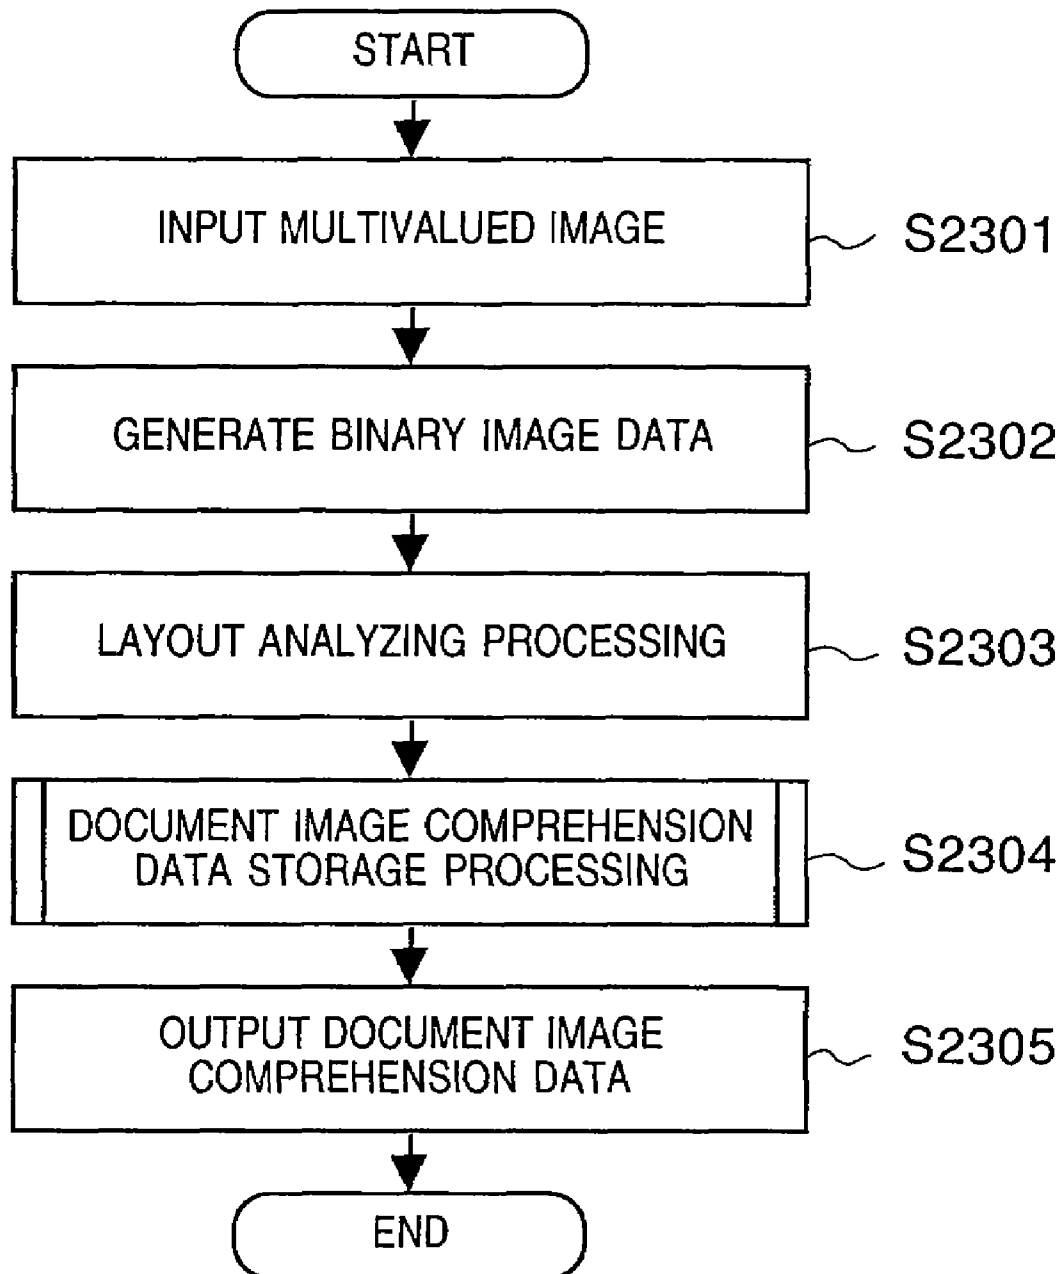 START
INPUT MULTIVALUED IMAGE
S2301
GENERATE BINARY IMAGE DATA
S2302
LAYOUT ANALYZING PROCESSING
S2303
DOCUMENT IMAGE COMPREHENSION
DATA STORAGE PROCESSING
S2304
OUTPUT DOCUMENT IMAGE
COMPREHENSION DATA
S2305
END